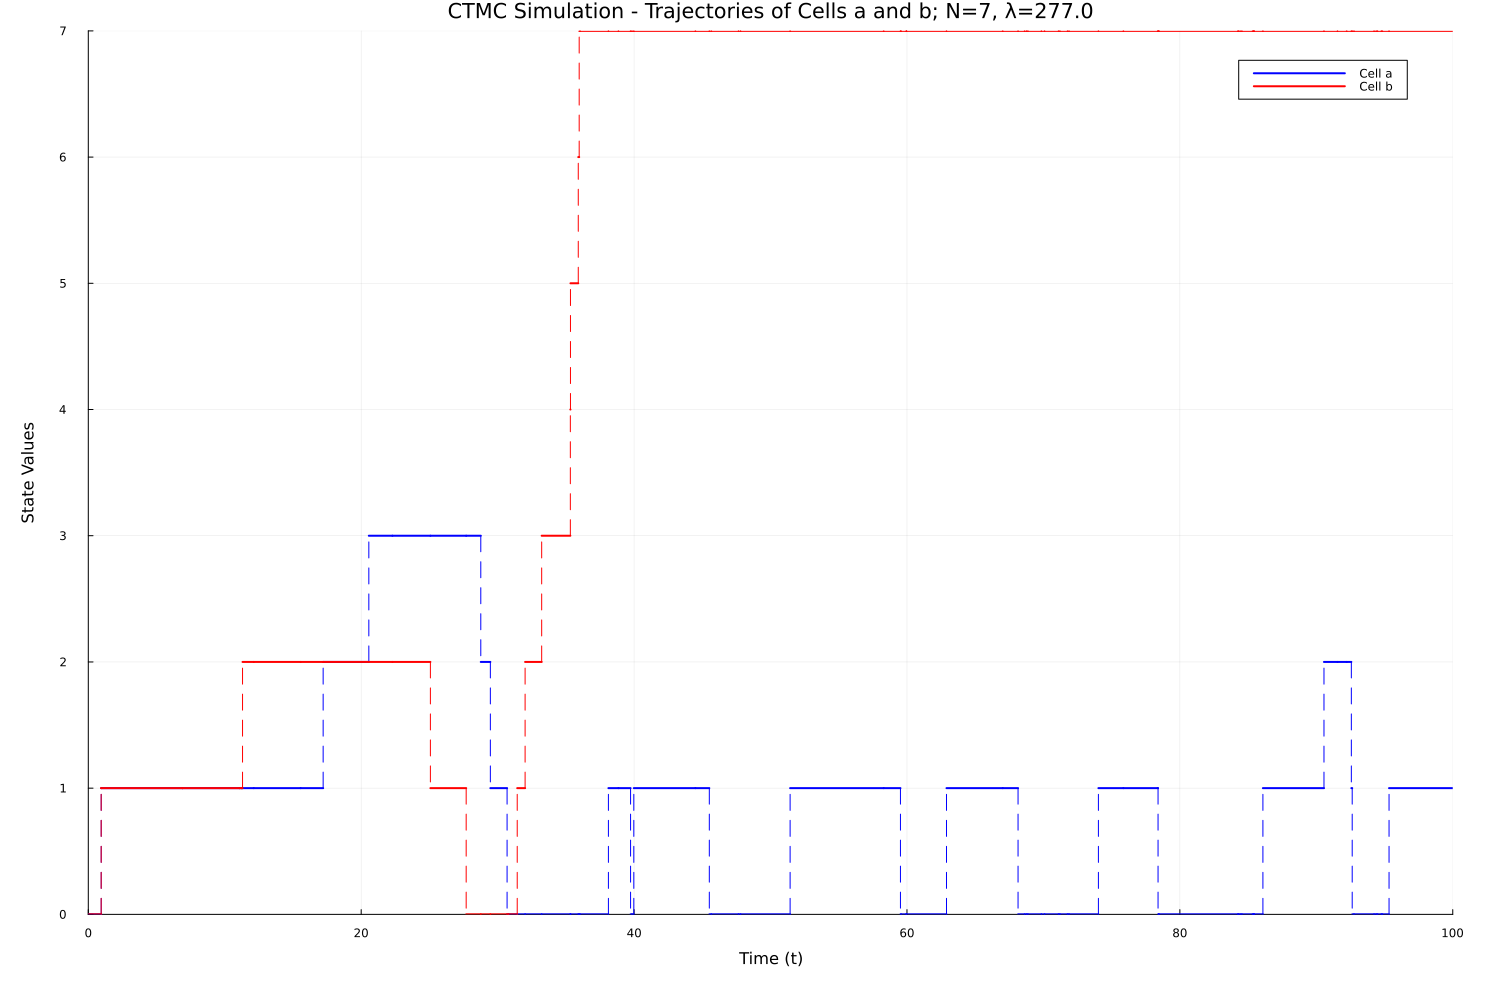 CTMC Simulation - Trajectories of Cells a and b; N=7, λ=277.0
7
6
5
4
3
2
1
0
State Values
Cell a
Cell b
0 20 40 60 80 100
Time (t)